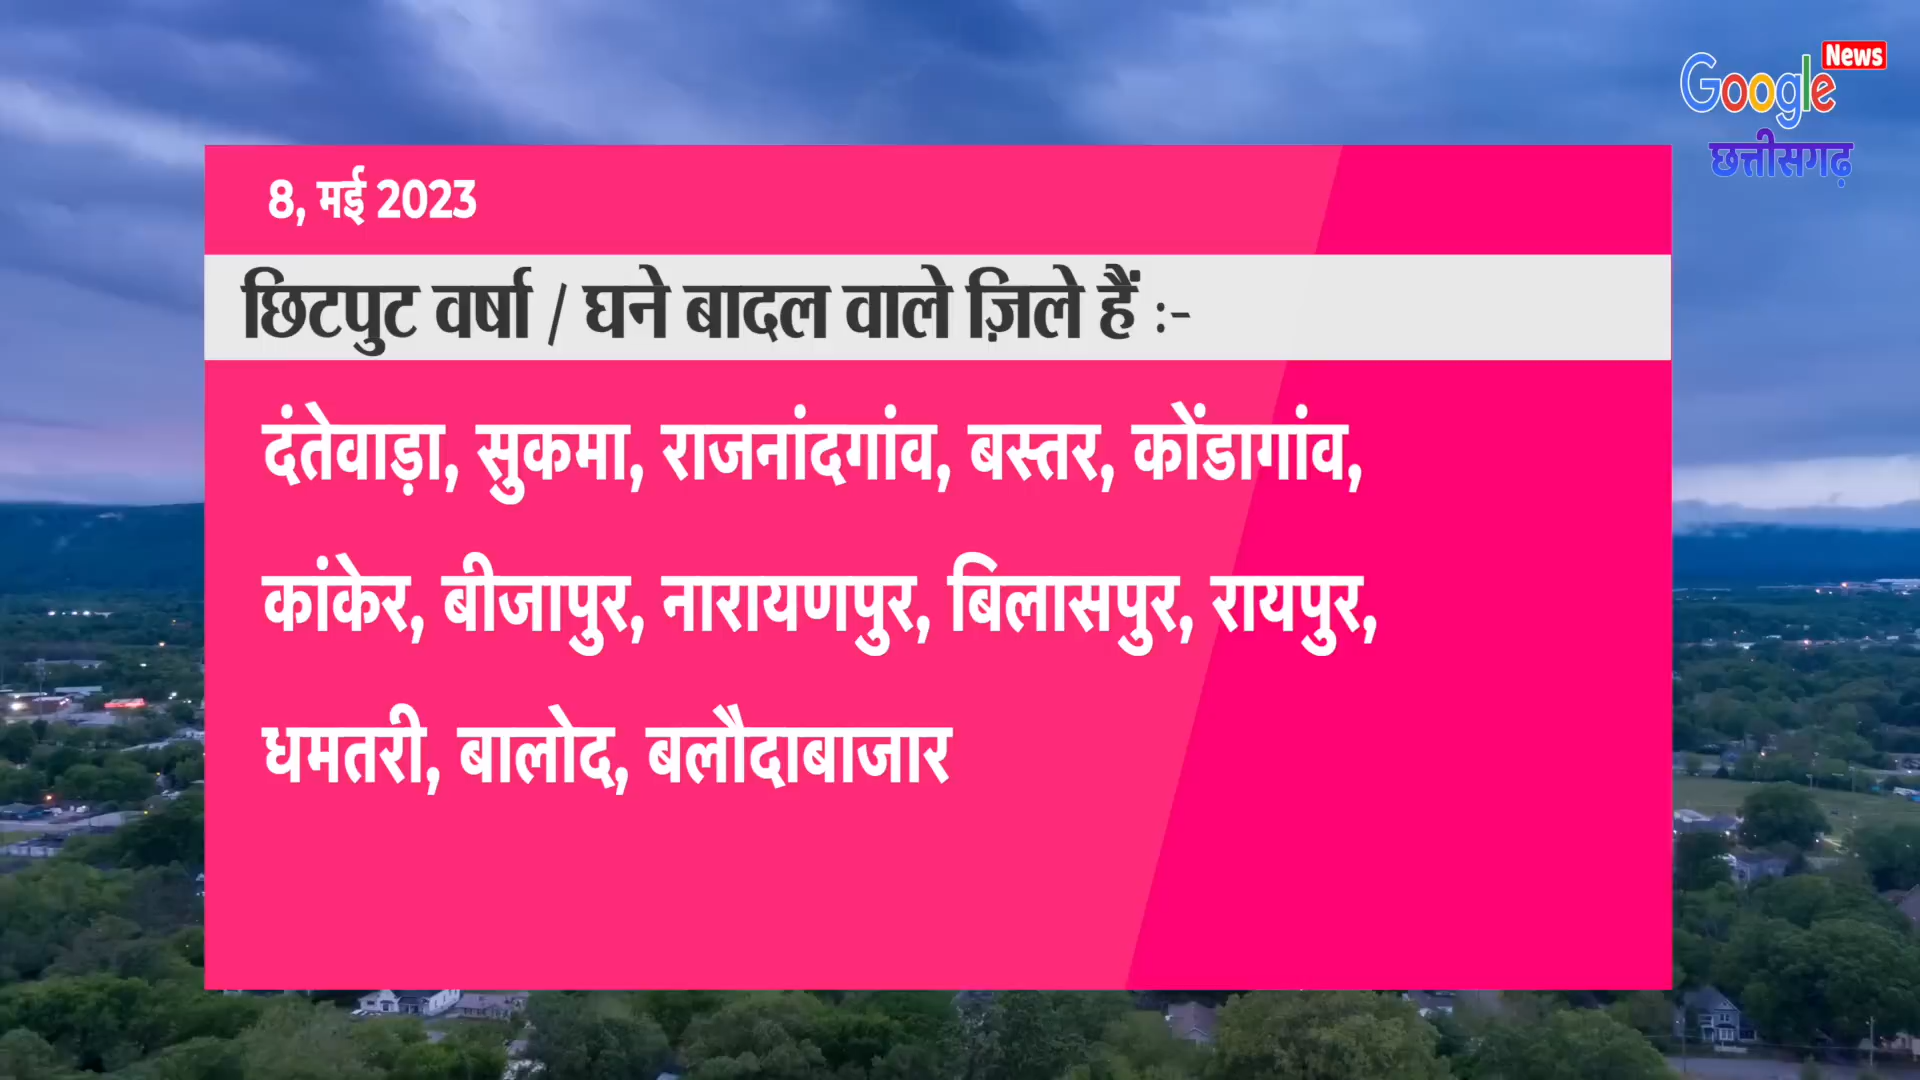 News
Google
छत्तीसगढ़
8, मई 2023
छिटपुट वर्षा / घने बादल वाले ज़िले हैं :-
दंतेवाड़ा, सुकमा, राजनांदगांव, बस्तर, कोंडागांव,
कांकेर, बीजापुर, नारायणपुर, बिलासपुर, रायपुर,
धमतरी, बालोद, बलौदाबाजार